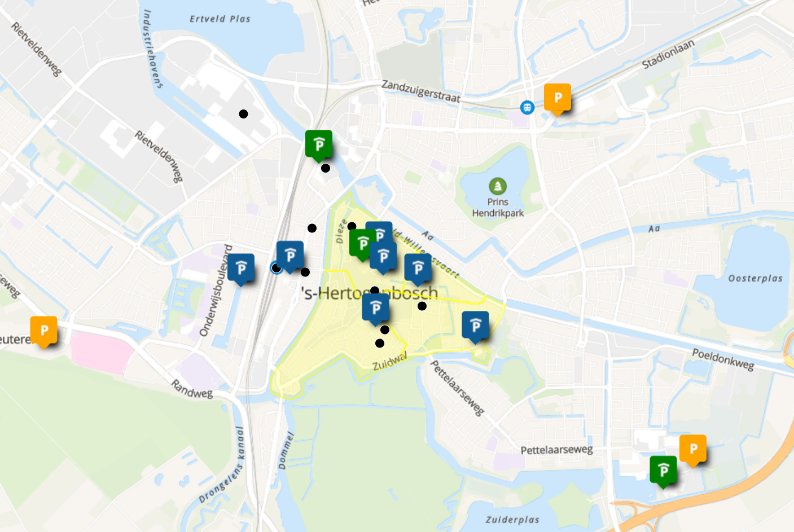 Ertveld Plas
Industriehaven
Rietveldenweg
Stadionlaan
Zandzuigerstraat
P
P
Rietveldenweg
Prins
Hendrikpark
Aa
Aa
Dieze
P
P
P
P
P
P
Onderwijsboulevard
Oosterplas
's-Hertogenbosch
P
P
P
Zuidwal
Poeldonkweg
Randweg
Pettelaarseweg
Drongelens kanaal
Dommel
Pettelaarseweg
P
P
Zuiderplas